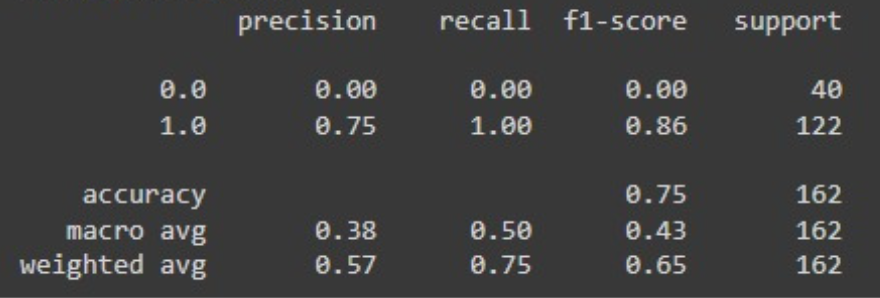 precision recall f1-score support
0.0 0.00 0.00 0.00 40
1.0 0.75 1.00 0.86 122
accuracy 0.75 162
macro avg 0.38 0.50 0.43 162
weighted avg 0.57 0.75 0.65 162